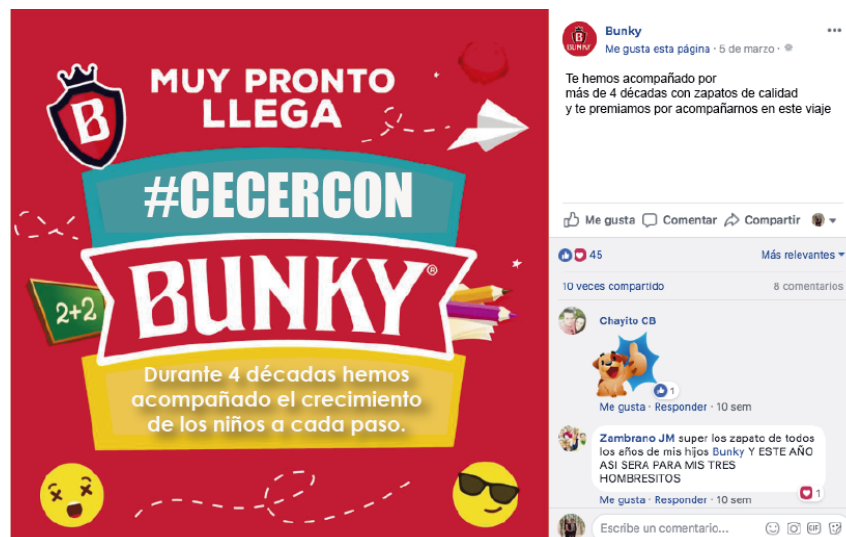 B
MUY PRONTO
LLEGA
#CECERCON
BUNKY®
2+2
Durante 4 décadas hemos
acompañado el crecimiento
de los niños a cada paso.
B
BUNKY
Bunky
Me gusta esta página · 5 de marzo ·
Te hemos acompañado por
más de 4 décadas con zapatos de calidad
y te premiamos por acompañarnos en este viaje
Me gusta Comentar Compartir
45 Más relevantes
10 veces compartido 8 comentarios
Chayito CB
1
Me gusta · Responder · 10 sem
Zambrano JM super los zapato de todos
los años de mis hijos Bunky Y ESTE AÑO
ASI SERA PARA MIS TRES
HOMBRESITOS
1
Me gusta · Responder · 10 sem
Escribe un comentario... GIF